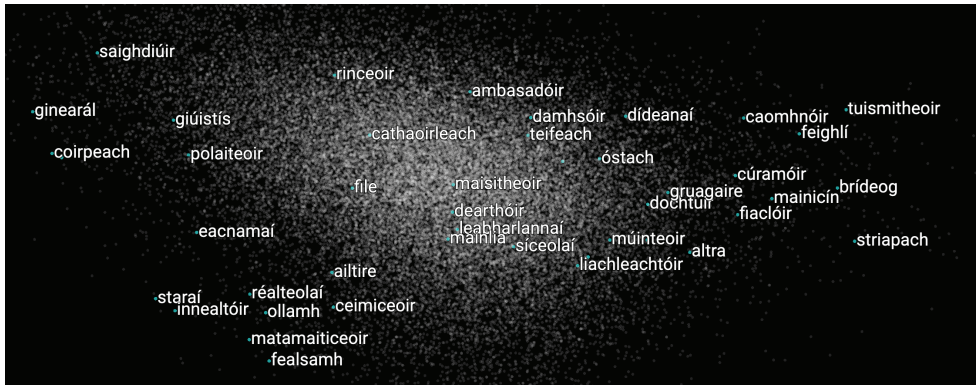 saighdiúir
rinceoir
ambasadóir
ginearál
giúistís
damhsóir
dídeanaí
caomhnóir
tuismitheoir
cathaoirleach
teifeach
feighlí
coirpeach
polaiteoir
óstach
file
maisitheoir
cúramóir
gruagaire
mainicín
brídeog
dochtúir
dearthóir
fiaclóir
eacnamaí
leabharlannaí
mainlia
síceolaí
múinteoir
striapach
altra
liachleachtóir
ailtire
staraí
réalteolaí
innealtóir
ollamh
ceimiceoir
matamaiticeoir
fealsamh